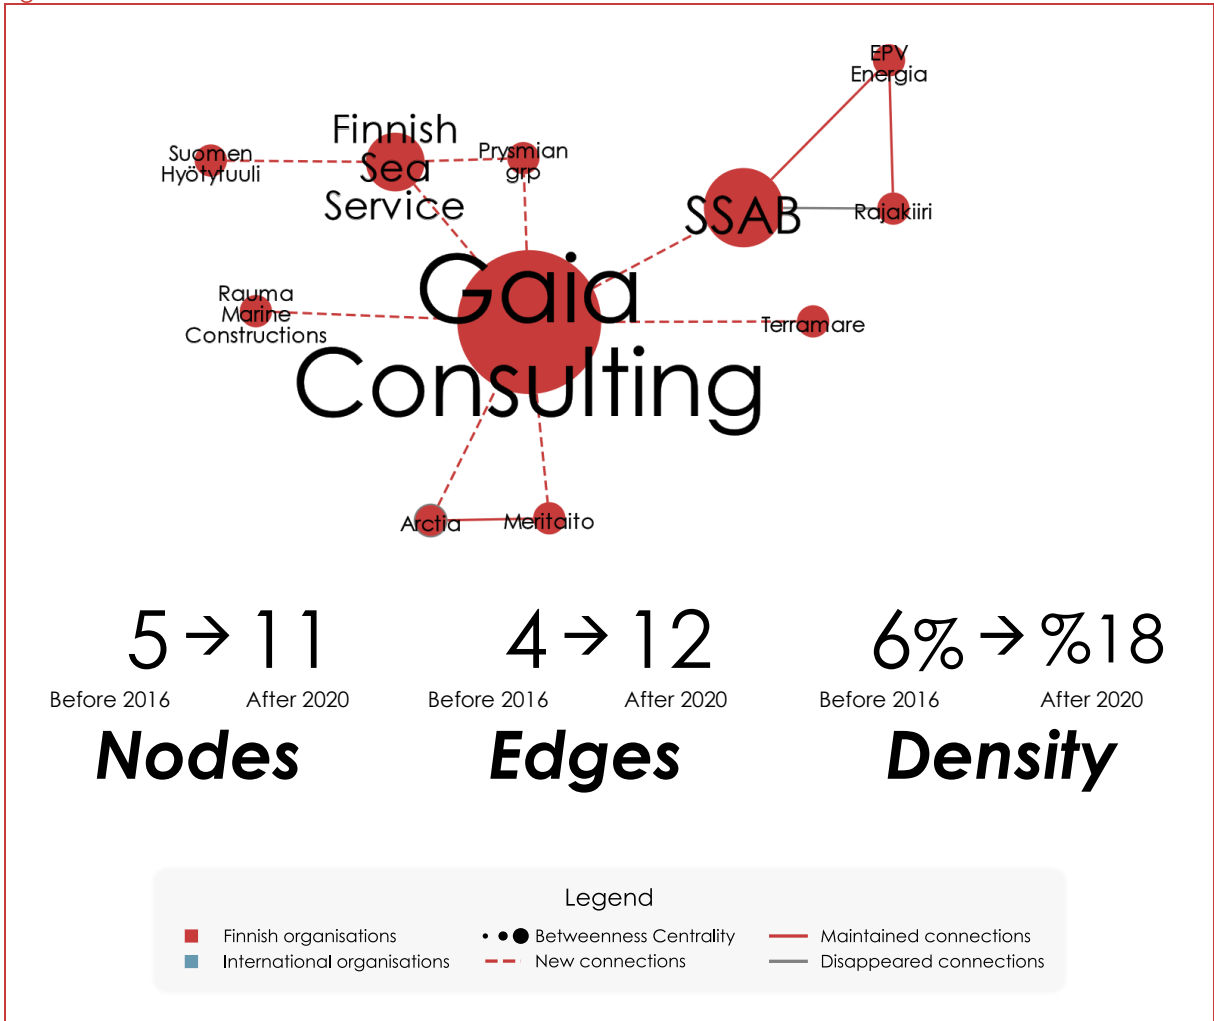 EPV
Energia
Finnish
Sea
Service
Suomen
Hyötytuuli
Prysmian
grp
SSAB
Rajakiiri
Gaia
Consulting
Rauma
Marine
Constructions
Terramare
Arctia
Meritaito
5 → 11
Before 2016 After 2020
Nodes
4 → 12
Before 2016 After 2020
Edges
6% → %18
Before 2016 After 2020
Density
Legend
Finnish organisations
International organisations
Betweenness Centrality
New connections
Maintained connections
Disappeared connections